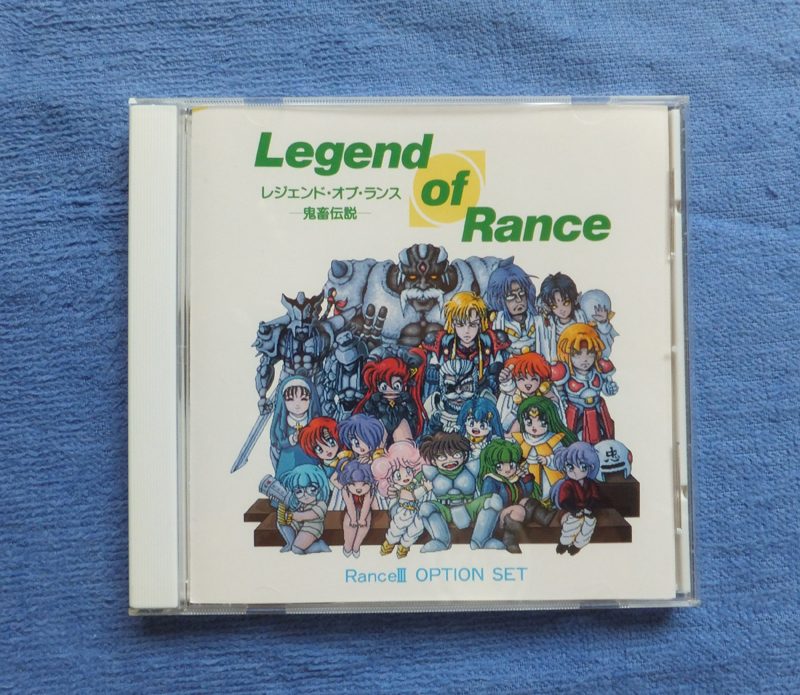 Legend
of
Rance
レジェンド・オブ・ランス
―鬼畜伝説―
忠
RanceⅢ OPTION SET